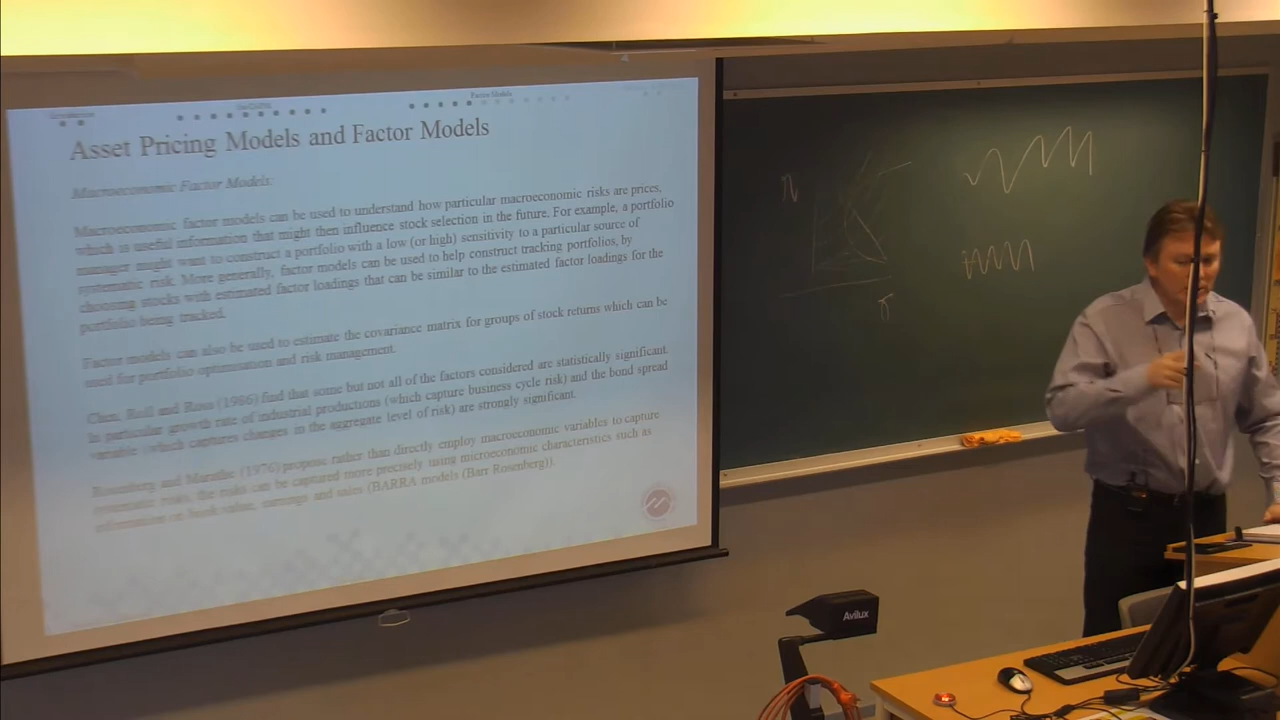 Factor Models
Asset Pricing Models and Factor Models
Macroeconomic Factor Models:
Macroeconomic factor models can be used to understand how particular macroeconomic risks are prices,
which is useful information that might then influence stock selection in the future. For example, a portfolio
manager might want to construct a portfolio with a low (or high) sensitivity to a particular source of
systematic risk. More generally, factor models can be used to help construct tracking portfolios, by
choosing stocks with estimated factor loadings that can be similar to the estimated factor loadings for the
portfolio being tracked.
Factor models can also be used to estimate the covariance matrix for groups of stock returns which can be
used for portfolio optimisation and risk management.
Chen, Roll and Ross (1986) find that some but not all of the factors considered are statistically significant.
In particular growth rate of industrial productions (which capture business cycle risk) and the bond spread
variable (which captures changes in the aggregate level of risk) are strongly significant.
Rosenberg and Marathe (1976) propose rather than directly employ macroeconomic variables to capture
systematic risks, the risks can be captured more precisely using microeconomic characteristics such as
information on book value, earnings and sales (BARRA models (Barr Rosenberg)).
σ
Avilux